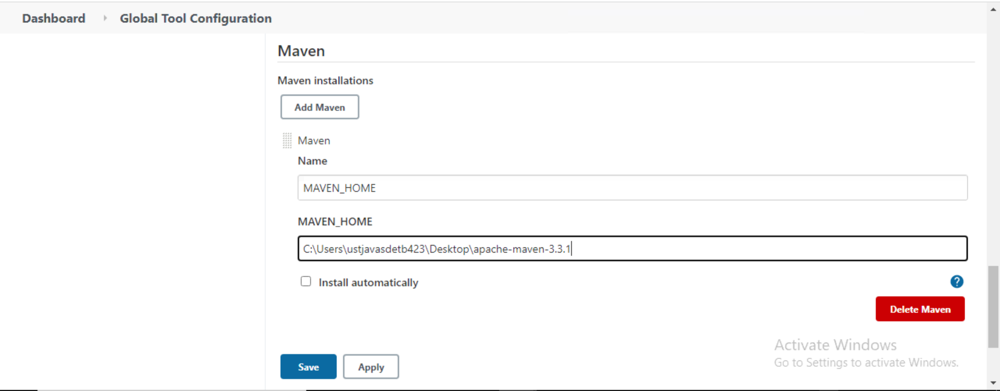 Dashboard Global Tool Configuration
Maven
Maven installations
Add Maven
Maven
Name
MAVEN_HOME
MAVEN_HOME
C:\Users\ustjavasdetb423\Desktop\apache-maven-3.3.1
Install automatically ?
Delete Maven
Activate Windows
Go to Settings to activate Windows.
Save Apply